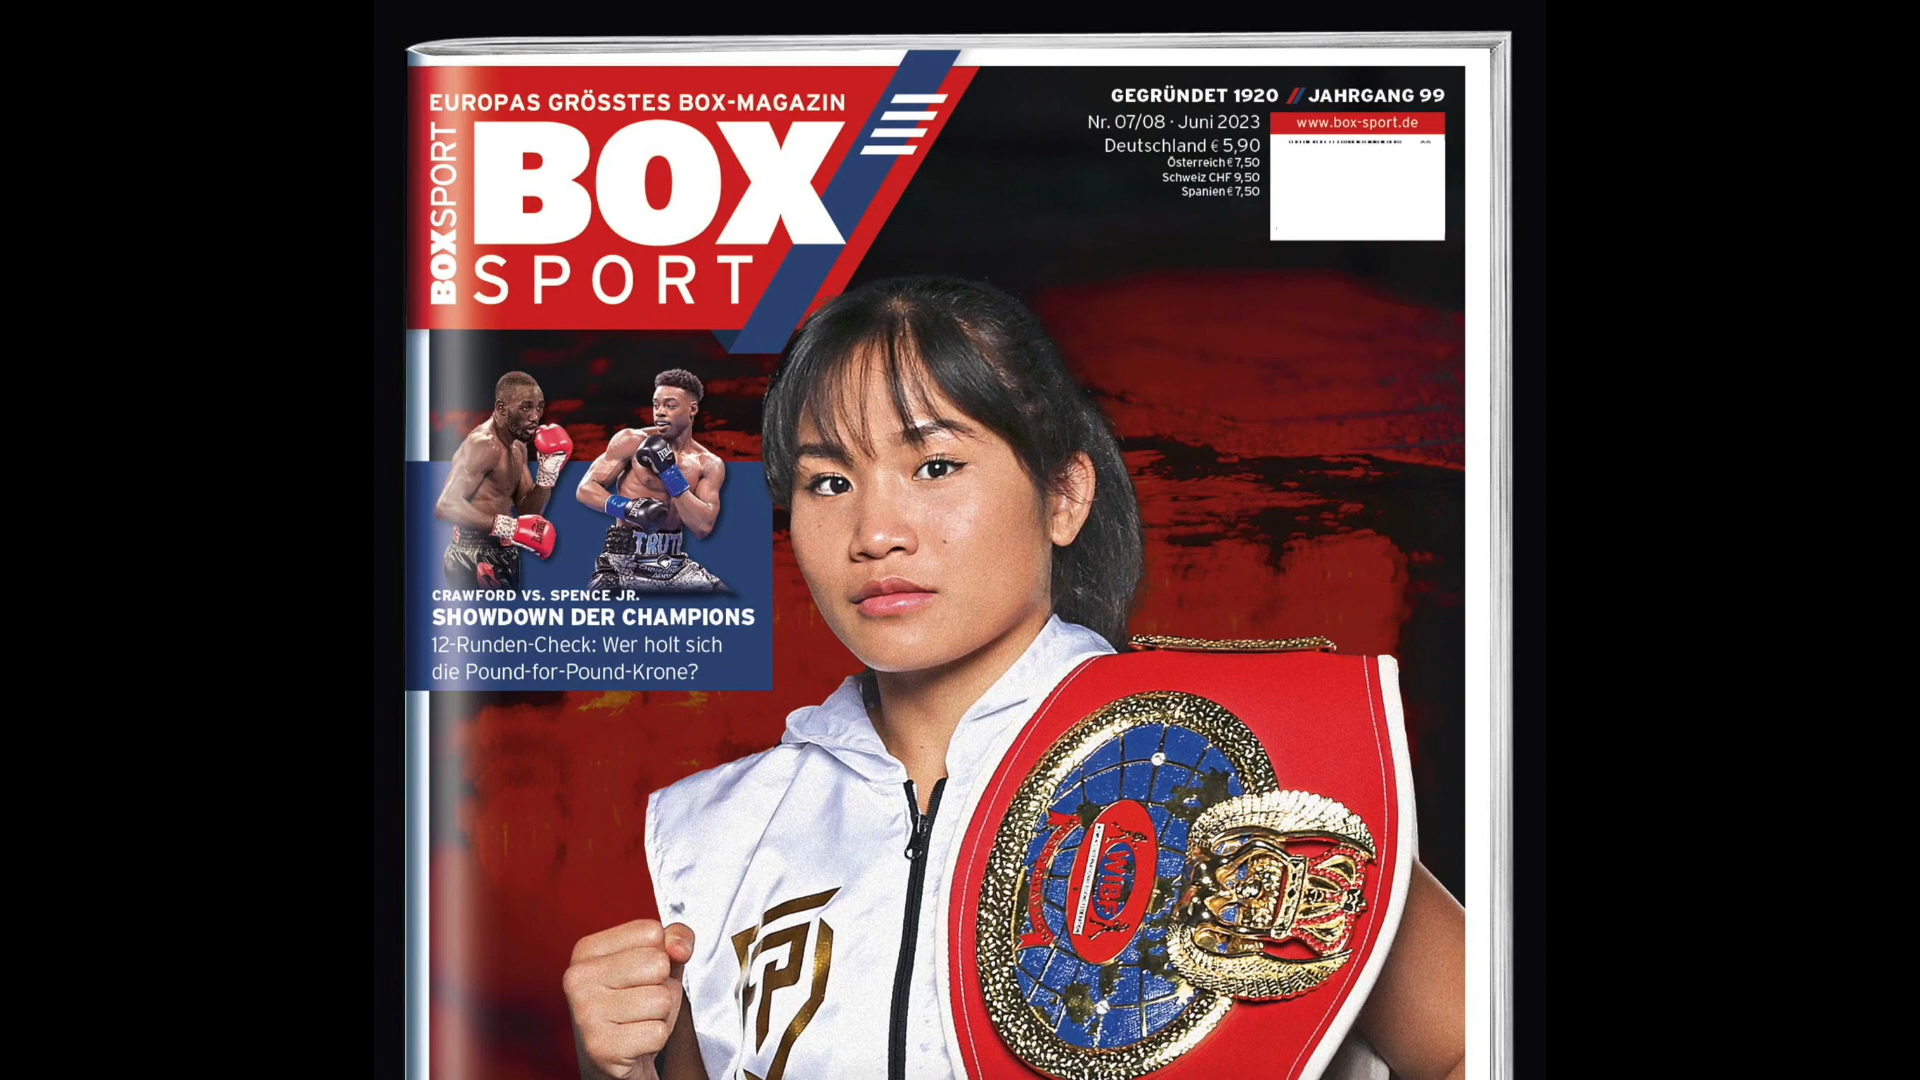 EUROPAS GRÖSSTES BOX-MAGAZIN
BOXSPORT
BOX
SPORT
GEGRÜNDET 1920 // JAHRGANG 99
Nr. 07/08 · Juni 2023
Deutschland € 5,90
Österreich € 7,50
Schweiz CHF 9,50
Spanien € 7,50
www.box-sport.de
TRUTH
CRAWFORD VS. SPENCE JR.
SHOWDOWN DER CHAMPIONS
12-Runden-Check: Wer holt sich
die Pound-for-Pound-Krone?
WIBF
FP